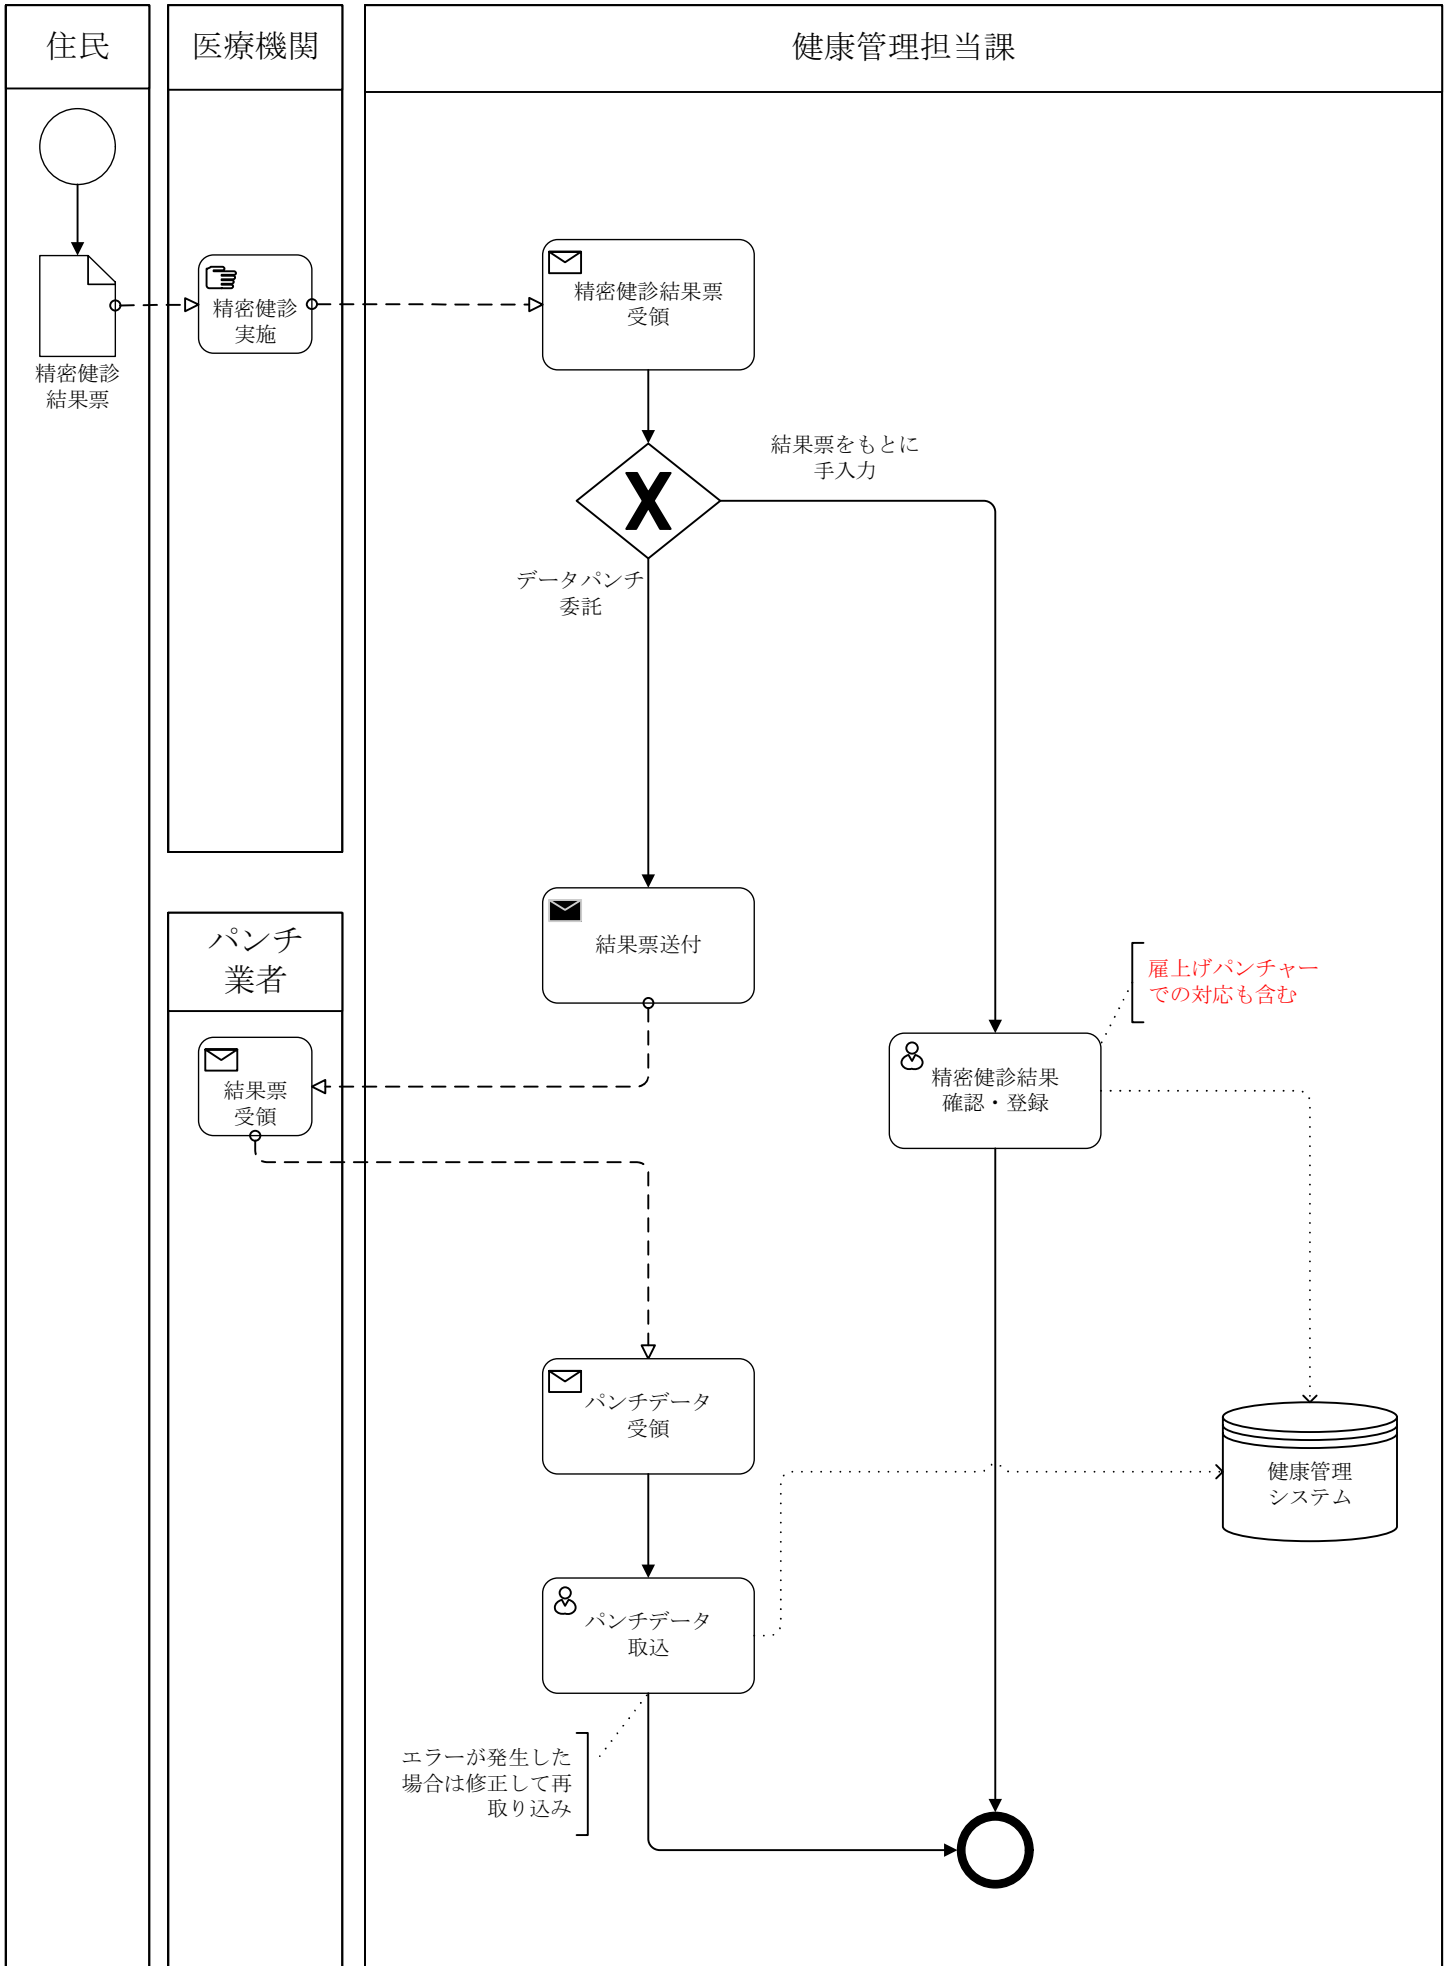 住民
医療機関
健康管理担当課
精密健診
結果票
精密健診
実施
精密健診結果票
受領
結果票をもとに
手入力
データパンチ
委託
結果票送付
パンチ
業者
結果票
受領
雇上げパンチャー
での対応も含む
精密健診結果
確認・登録
パンチデータ
受領
健康管理
システム
パンチデータ
取込
エラーが発生した
場合は修正して再
取り込み